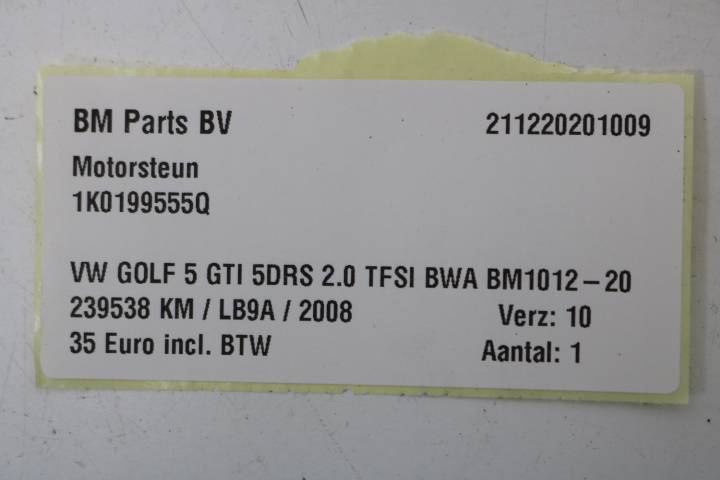 BM Parts BV 211220201009
Motorsteun
1K0199555Q
VW GOLF 5 GTI 5DRS 2.0 TFSI BWA BM1012-20
239538 KM / LB9A / 2008 Verz: 10
35 Euro incl. BTW Aantal: 1